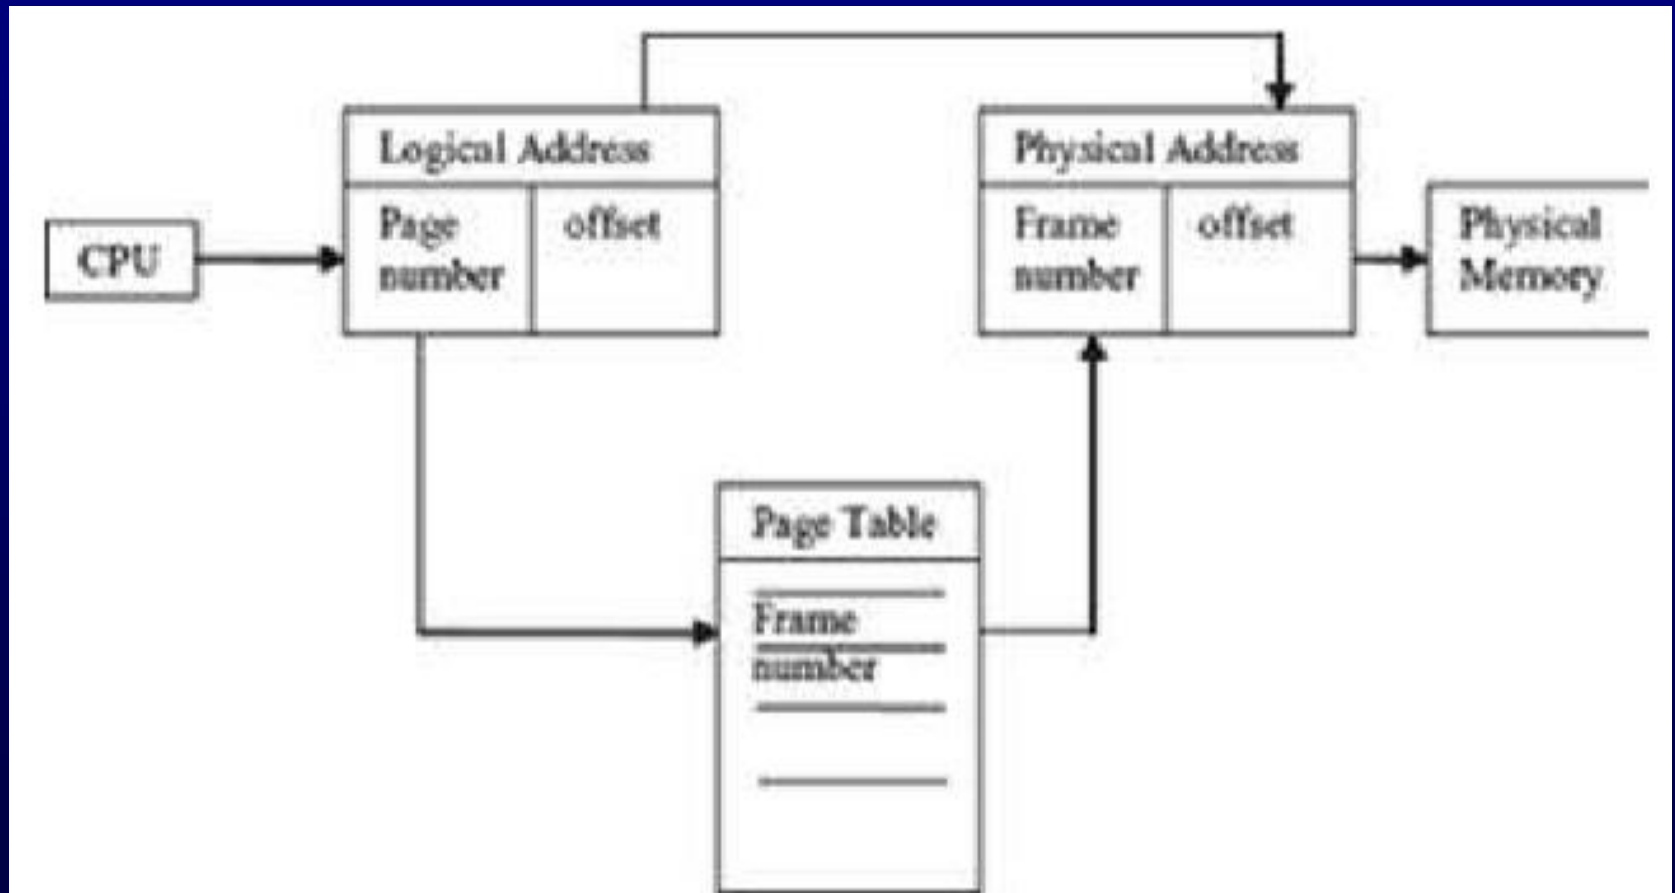 CPU
Logical Address
Page
number
offset
Physical Address
Frame
number
offset
Physical
Memory
Page Table
Frame
number